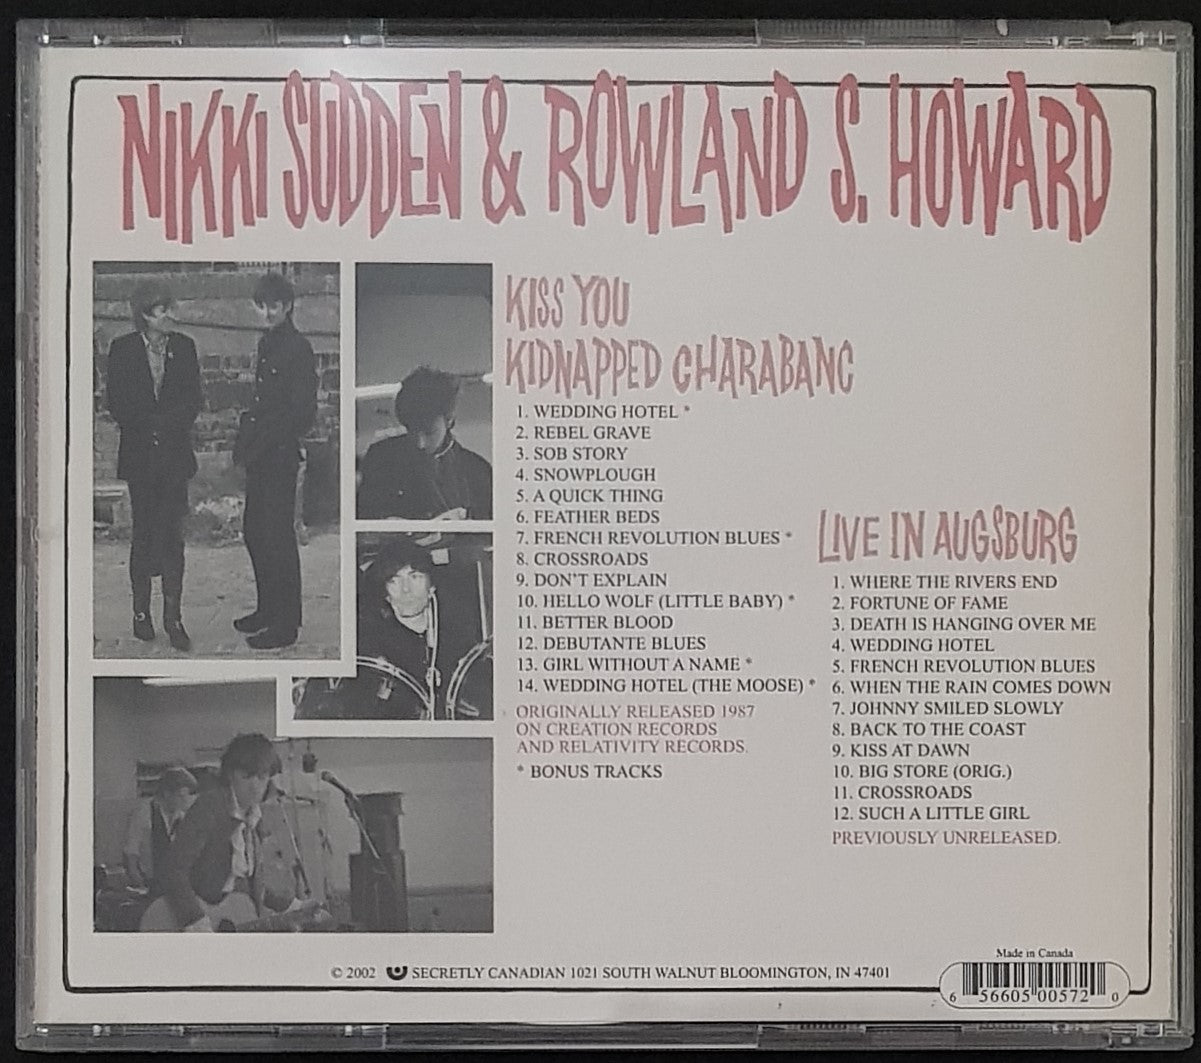 NIKKI SUDDEN & ROWLAND S. HOWARD
KISS YOU
KIDNAPPED CHARABANC
1. WEDDING HOTEL *
2. REBEL GRAVE
3. SOB STORY
4. SNOWPLOUGH
5. A QUICK THING
6. FEATHER BEDS
7. FRENCH REVOLUTION BLUES *
8. CROSSROADS
9. DON'T EXPLAIN
10. HELLO WOLF (LITTLE BABY) *
11. BETTER BLOOD
12. DEBUTANTE BLUES
13. GIRL WITHOUT A NAME *
14. WEDDING HOTEL (THE MOOSE) *
ORIGINALLY RELEASED 1987
ON CREATION RECORDS
AND RELATIVITY RECORDS.
* BONUS TRACKS
LIVE IN AUGSBURG
1. WHERE THE RIVERS END
2. FORTUNE OF FAME
3. DEATH IS HANGING OVER ME
4. WEDDING HOTEL
5. FRENCH REVOLUTION BLUES
6. WHEN THE RAIN COMES DOWN
7. JOHNNY SMILED SLOWLY
8. BACK TO THE COAST
9. KISS AT DAWN
10. BIG STORE (ORIG.)
11. CROSSROADS
12. SUCH A LITTLE GIRL
PREVIOUSLY UNRELEASED.
© 2002 SECRETLY CANADIAN 1021 SOUTH WALNUT BLOOMINGTON, IN 47401
Made in Canada
6 56605 00572 0